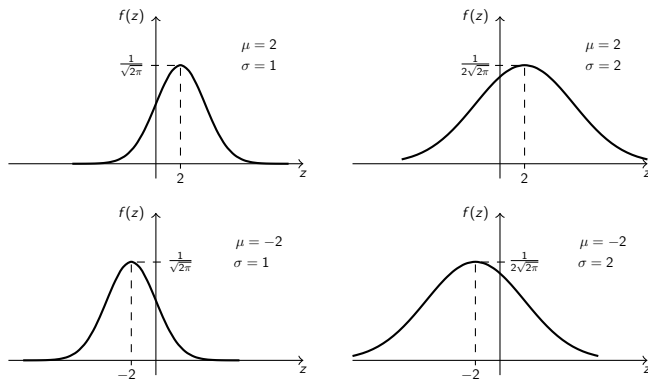 f(z)
μ = 2
1/√2π
σ = 1
2
z
f(z)
μ = 2
1/2√2π
σ = 2
2
z
f(z)
μ = −2
1/√2π
σ = 1
−2
z
f(z)
μ = −2
1/2√2π
σ = 2
−2
z